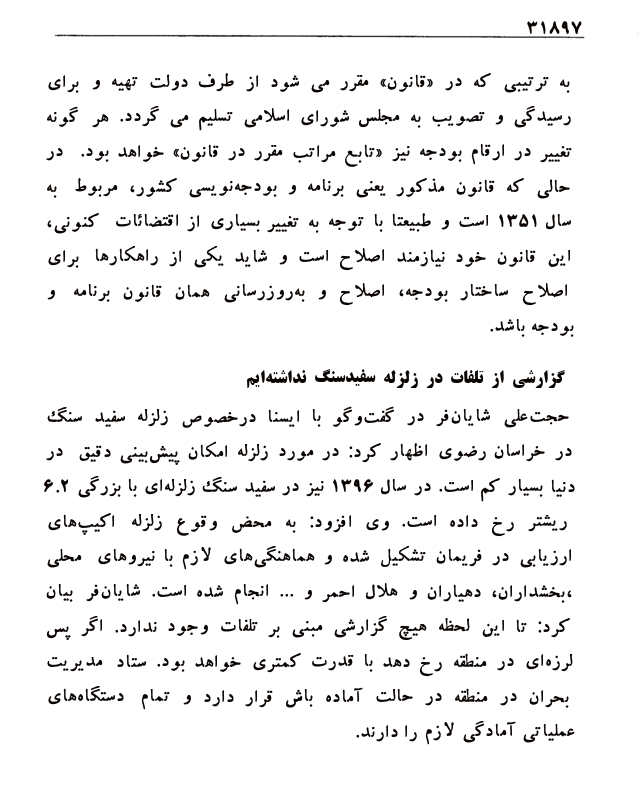 ۳۱۸۹۷
به ترتیبی که در «قانون» مقرر می شود از طرف دولت تهیه و برای
رسیدگی و تصویب به مجلس شورای اسلامی تسلیم می گردد. هر گونه
تغییر در ارقام بودجه نیز «تابع مراتب مقرر در قانون» خواهد بود. در
حالی که قانون مذکور یعنی برنامه و بودجه‌نویسی کشور، مربوط به
سال ۱۳۵۱ است و طبیعتا با توجه به تغییر بسیاری از اقتضائات کنونی،
این قانون خود نیازمند اصلاح است و شاید یکی از راهکارها برای
اصلاح ساختار بودجه، اصلاح و به‌روزرسانی همان قانون برنامه و
بودجه باشد.
گزارشی از تلفات در زلزله سفیدسنگ نداشته‌ایم
حجت‌علی شایان‌فر در گفت‌وگو با ایسنا درخصوص زلزله سفید سنگ
در خراسان رضوی اظهار کرد: در مورد زلزله امکان پیش‌بینی دقیق در
دنیا بسیار کم است. در سال ۱۳۹۶ نیز در سفید سنگ زلزله‌ای با بزرگی ۶.۲
ریشتر رخ داده است. وی افزود: به محض وقوع زلزله اکیپ‌های
ارزیابی در فریمان تشکیل شده و هماهنگی‌های لازم با نیروهای محلی
،بخشداران، دهیاران و هلال احمر و ... انجام شده است. شایان‌فر بیان
کرد: تا این لحظه هیچ گزارشی مبنی بر تلفات وجود ندارد. اگر پس
لرزه‌ای در منطقه رخ دهد با قدرت کمتری خواهد بود. ستاد مدیریت
بحران در منطقه در حالت آماده باش قرار دارد و تمام دستگاه‌های
عملیاتی آمادگی لازم را دارند.